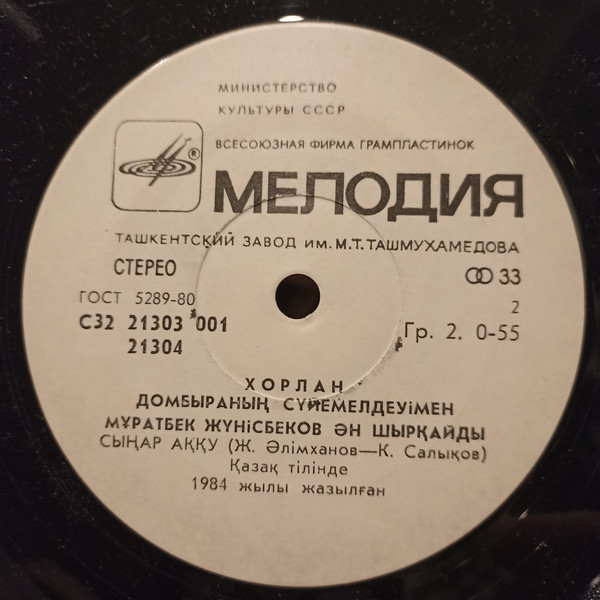 МИНИСТЕРСТВО
КУЛЬТУРЫ СССР
ВСЕСОЮЗНАЯ ФИРМА ГРАМПЛАСТИНОК
®
МЕЛОДИЯ
ТАШКЕНТСКИЙ ЗАВОД ИМ. М.Т. ТАШМУХАМЕДОВА
СТЕРЕО
33
ГОСТ 5289-80
2
С32 21303 001
Гр. 2. 0-55
21304
ХОРЛАН
ДОМБЫРАНЫҢ СҮЙЕМЕЛДЕУіМЕН
МҰРАТБЕК ЖҮНіСБЕКОВ ӘН ШЫРҚАЙДЫ
СЫҢАР АҚҚУ (Ж. Әлімханов—К. Салықов)
Қазақ тілінде
1984 жылы жазылған